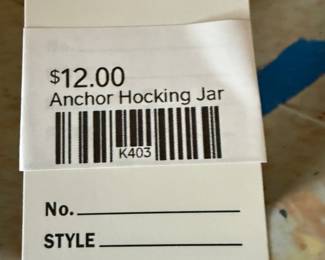 $12.00
Anchor Hocking Jar
K403
No.
STYLE